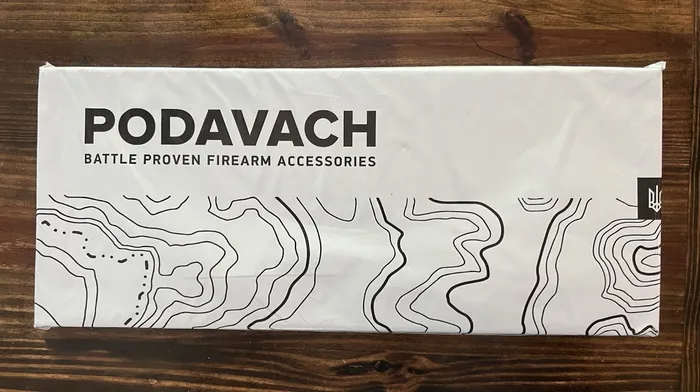 PODAVACH
BATTLE PROVEN FIREARM ACCESSORIES